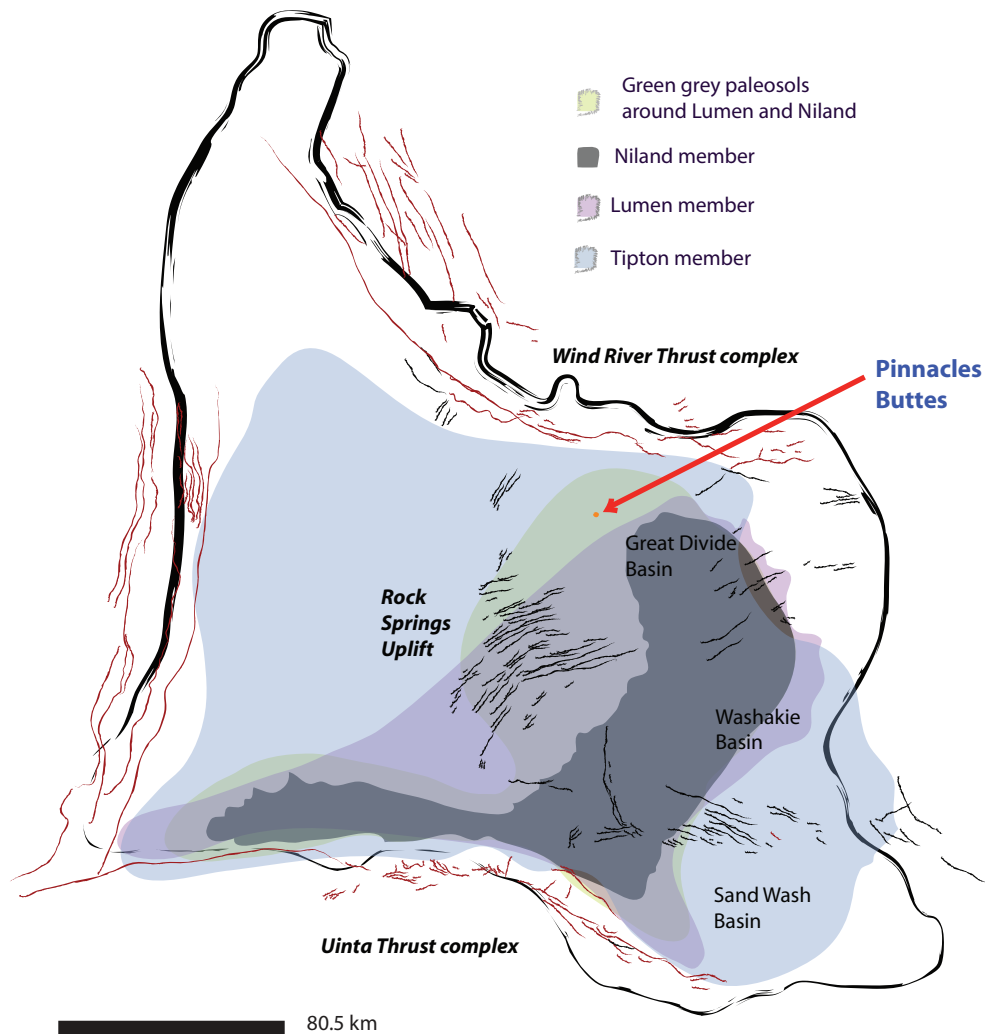 Green grey paleosols
around Lumen and Niland
Niland member
Lumen member
Tipton member
Wind River Thrust complex
Pinnacles
Buttes
Great Divide
Basin
Rock
Springs
Uplift
Washakie
Basin
Sand Wash
Basin
Uinta Thrust complex
80.5 km